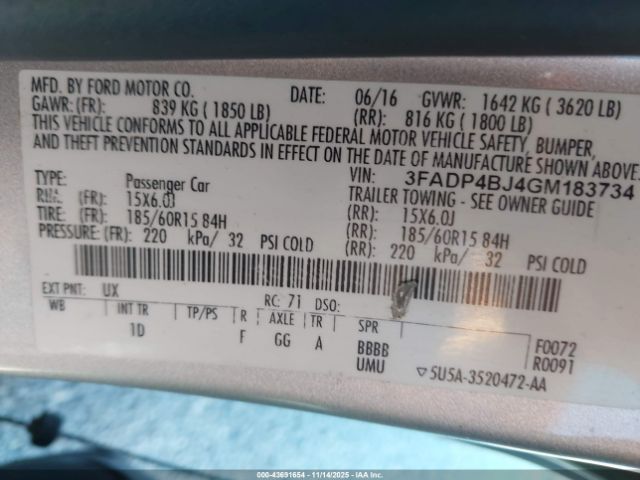 MFD. BY FORD MOTOR CO. DATE: 06/16 GVWR: 1642 KG ( 3620 LB)
GAWR: (FR): 839 KG ( 1850 LB) (RR): 816 KG ( 1800 LB)
THIS VEHICLE CONFORMS TO ALL APPLICABLE FEDERAL MOTOR VEHICLE SAFETY, BUMPER,
AND THEFT PREVENTION STANDARDS IN EFFECT ON THE DATE OF MANUFACTURE SHOWN ABOVE.
VIN: 3FADP4BJ4GM183734
TYPE: Passenger Car TRAILER TOWING - SEE OWNER GUIDE
(FR): 15X6.0J (RR): 15X6.0J
TIRE: (FR): 185/60R15 84H (RR): 185/60R15 84H
PRESSURE: (FR): 220 kPa/ 32 PSI COLD (RR): 220 kPa/ 32 PSI COLD
EXT PNT: UX RC: 71 DSO:
WB INT TR TP/PS R AXLE TR SPR
1D F GG A BBBB F0072
UMU R0091
▽5U5A-3520472-AA
00-43691654 11/14/2025 Copart